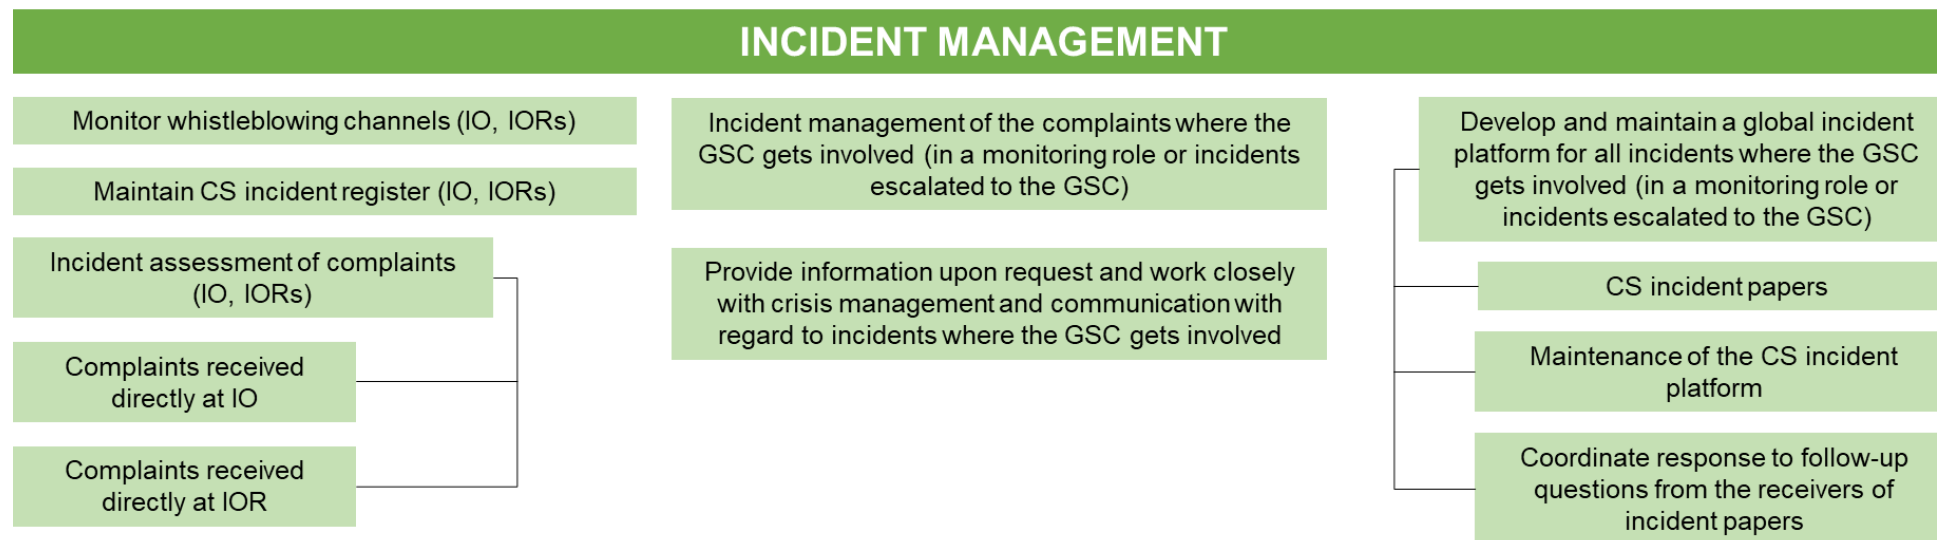 INCIDENT MANAGEMENT
Monitor whistleblowing channels (IO, IORs)
Maintain CS incident register (IO, IORs)
Incident assessment of complaints
(IO, IORs)
Complaints received
directly at IO
Complaints received
directly at IOR
Incident management of the complaints where the
GSC gets involved (in a monitoring role or incidents
escalated to the GSC)
Provide information upon request and work closely
with crisis management and communication with
regard to incidents where the GSC gets involved
Develop and maintain a global incident
platform for all incidents where the GSC
gets involved (in a monitoring role or
incidents escalated to the GSC)
CS incident papers
Maintenance of the CS incident
platform
Coordinate response to follow-up
questions from the receivers of
incident papers